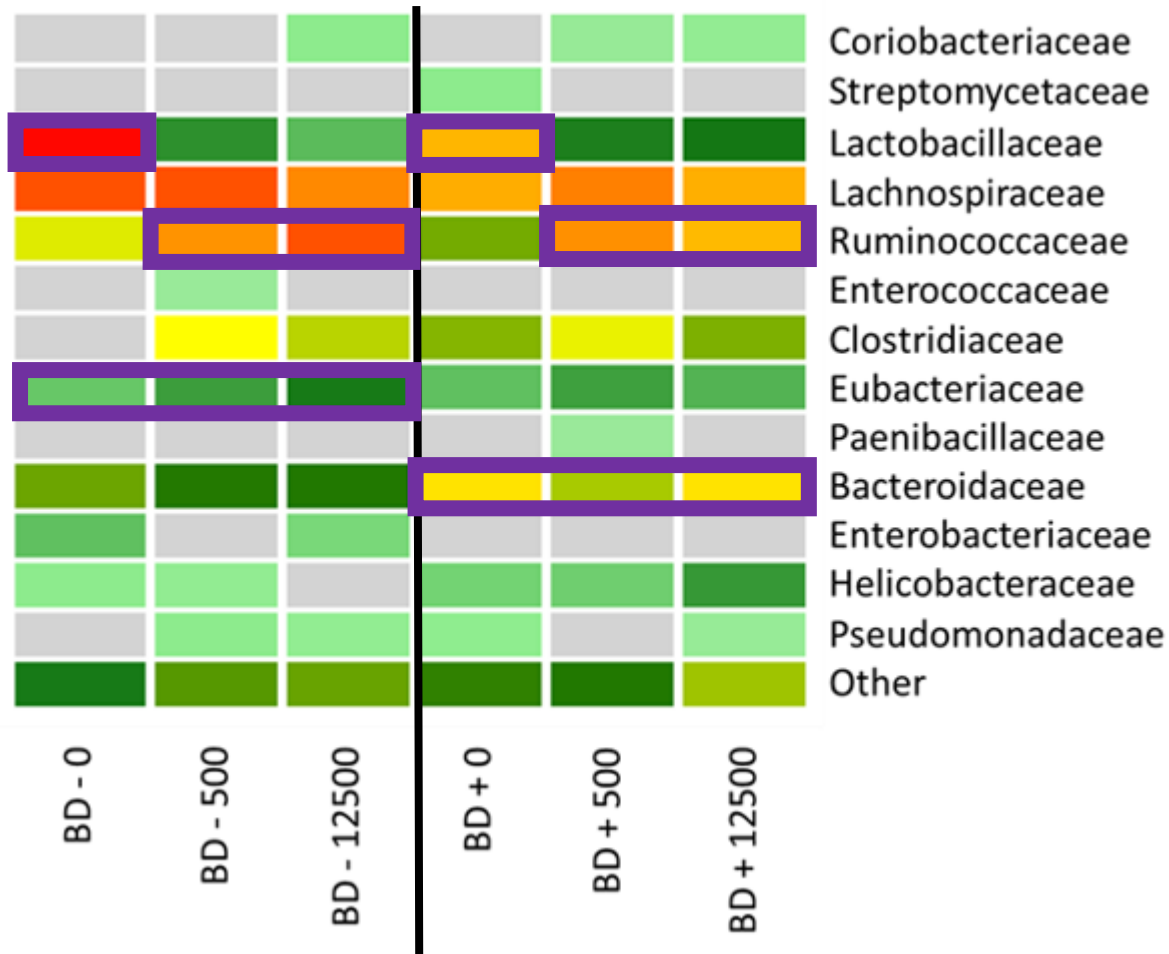 Coriobacteriaceae
Streptomycetaceae
Lactobacillaceae
Lachnospiraceae
Ruminococcaceae
Enterococcaceae
Clostridiaceae
Eubacteriaceae
Paenibacillaceae
Bacteroidaceae
Enterobacteriaceae
Helicobacteraceae
Pseudomonadaceae
Other
BD - 0
BD - 500
BD - 12500
BD + 0
BD + 500
BD + 12500